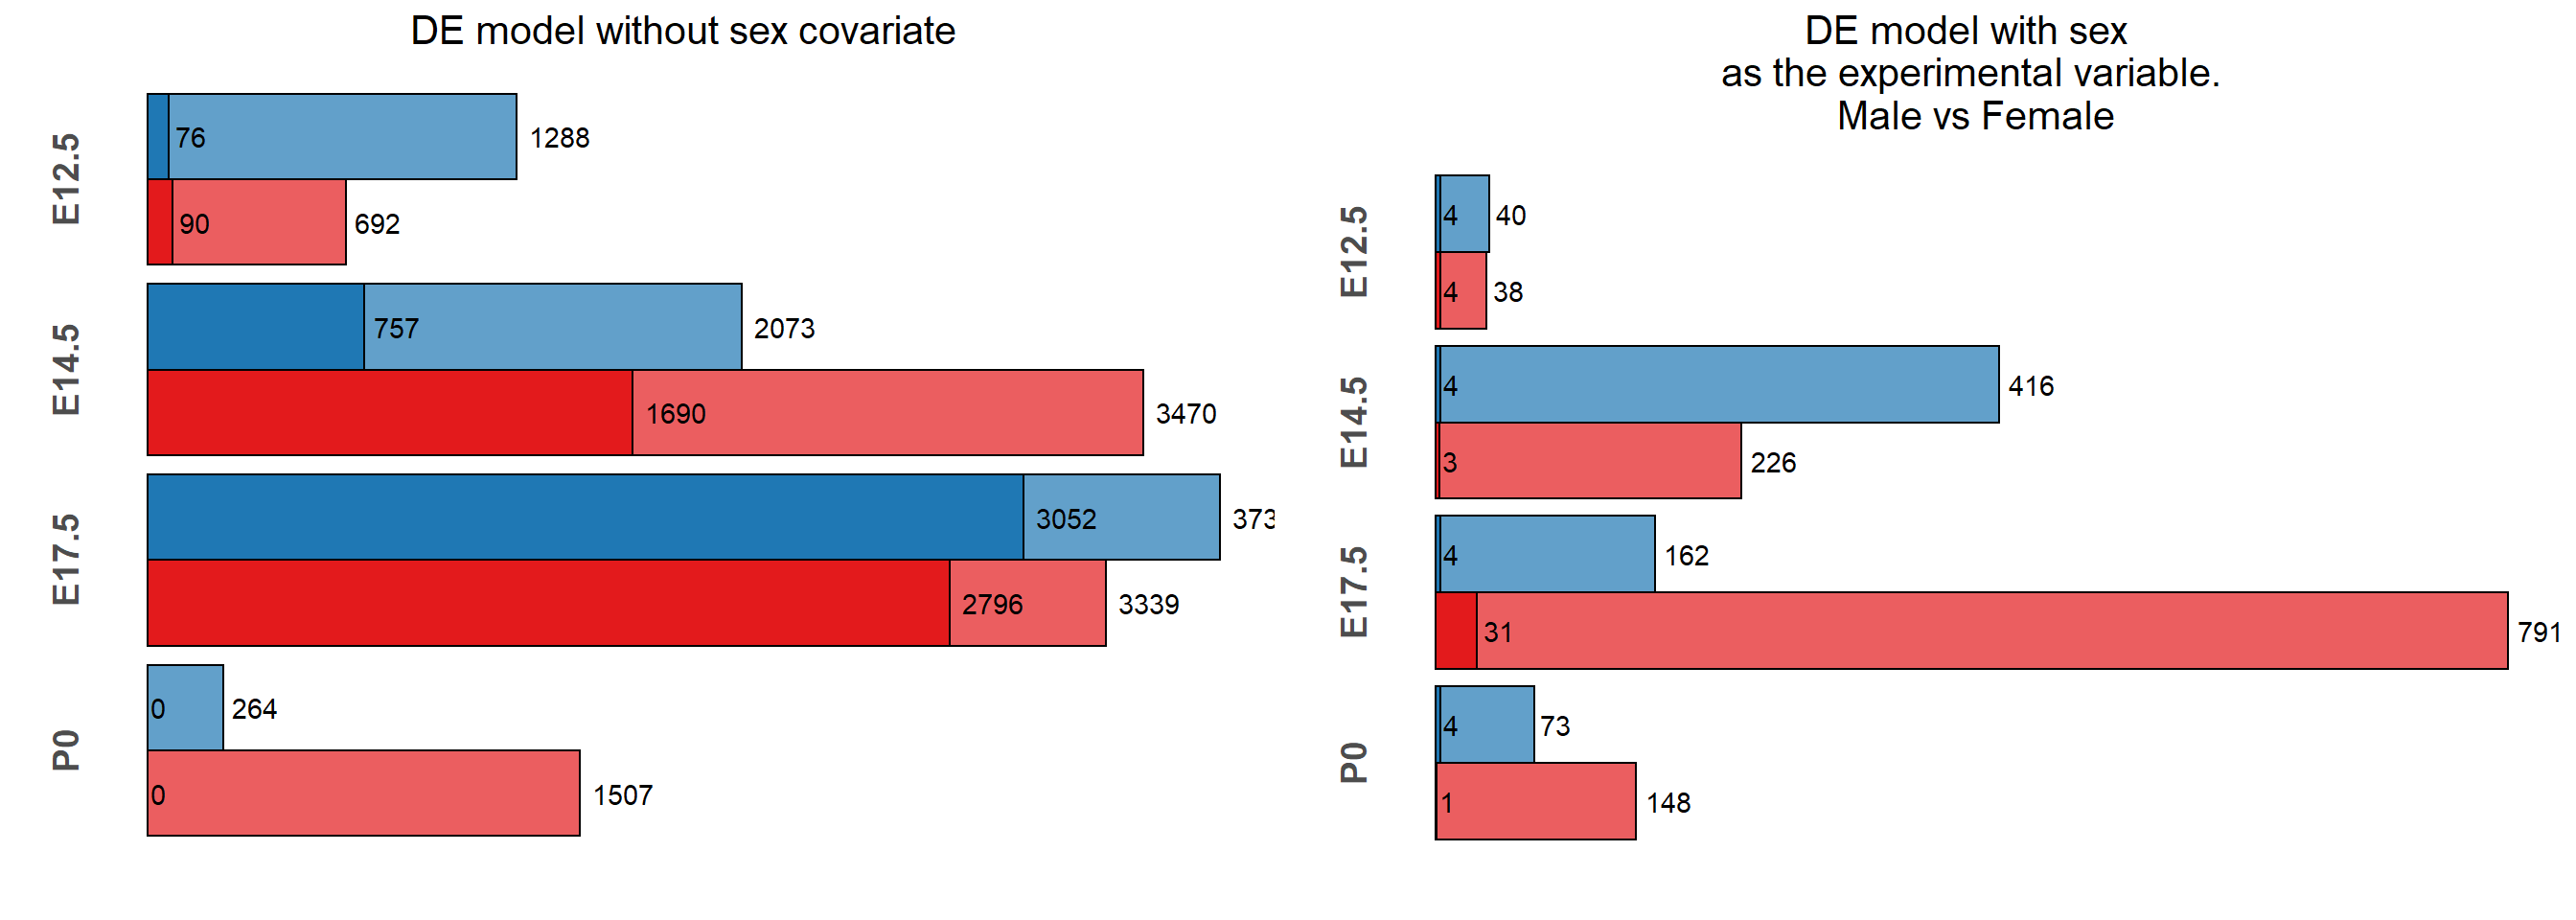 DE model without sex covariate
E12.5
76
1288
90
692
E14.5
757
2073
1690
3470
E17.5
3052
373
2796
3339
P0
0
264
0
1507
DE model with sex
as the experimental variable.
Male vs Female
E12.5
4
40
4
38
E14.5
4
416
3
226
E17.5
4
162
31
791
P0
4
73
1
148